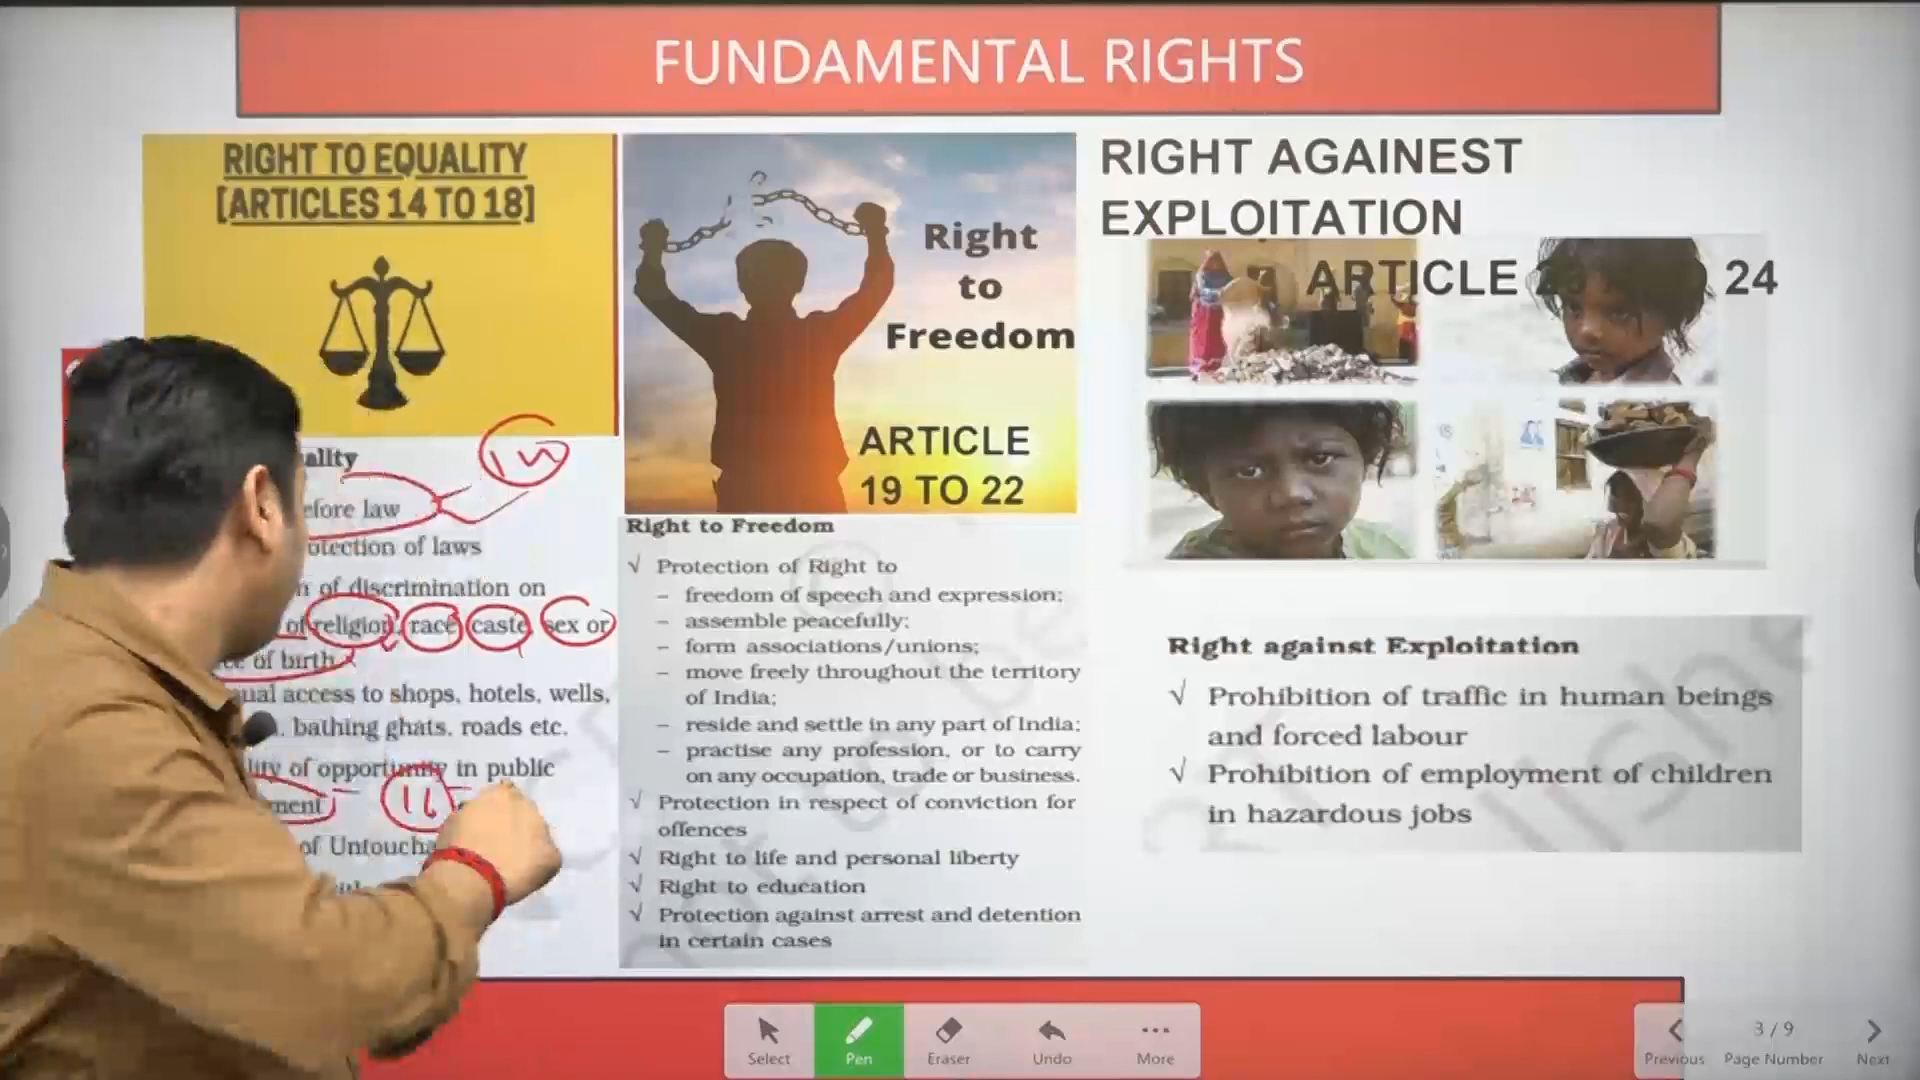 FUNDAMENTAL RIGHTS
RIGHT TO EQUALITY
[ARTICLES 14 TO 18]
ality
efore law
otection of laws
n of discrimination on
of religion, race caste, sex or
of birth
ual access to shops, hotels, wells,
bathing ghats, roads etc.
lity of opportunity in public
ment
16
of Untoucha
Right
to
Freedom
ARTICLE
19 TO 22
Right to Freedom
√ Protection of Right to
– freedom of speech and expression;
– assemble peacefully;
– form associations/unions;
– move freely throughout the territory
of India;
– reside and settle in any part of India;
– practise any profession, or to carry
on any occupation, trade or business.
√ Protection in respect of conviction for
offences
√ Right to life and personal liberty
√ Right to education
√ Protection against arrest and detention
in certain cases
RIGHT AGAINEST
EXPLOITATION
ARTICLE 24
Right against Exploitation
√ Prohibition of traffic in human beings
and forced labour
√ Prohibition of employment of children
in hazardous jobs
Select
Pen
Eraser
Undo
More
Previous
3 / 9
Page Number
Next